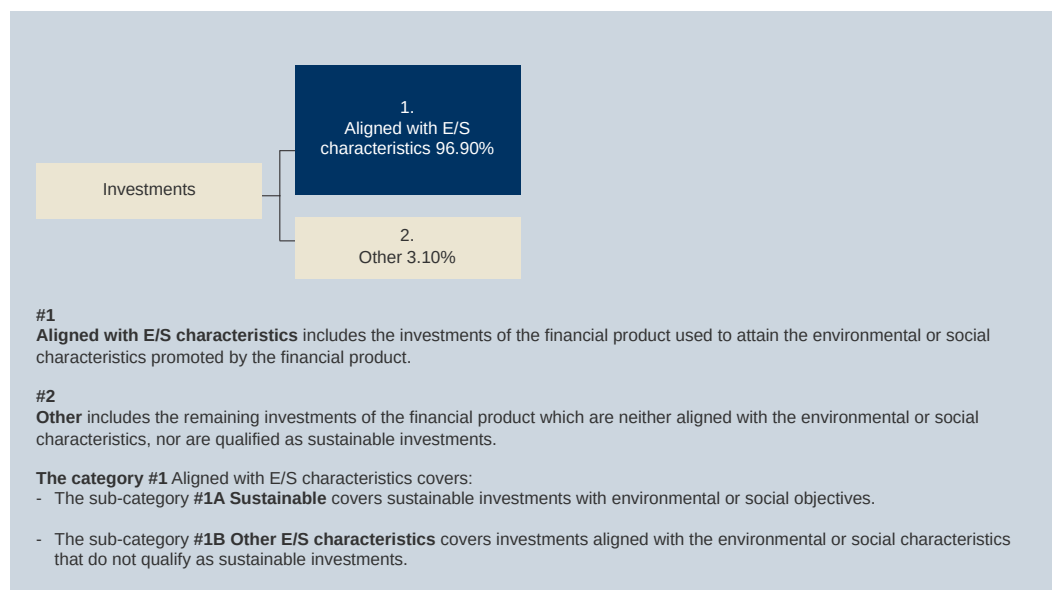 1.
Aligned with E/S
characteristics 96.90%
Investments
2.
Other 3.10%
#1
Aligned with E/S characteristics includes the investments of the financial product used to attain the environmental or social
characteristics promoted by the financial product.
#2
Other includes the remaining investments of the financial product which are neither aligned with the environmental or social
characteristics, nor are qualified as sustainable investments.
The category #1 Aligned with E/S characteristics covers:
- The sub-category #1A Sustainable covers sustainable investments with environmental or social objectives.
- The sub-category #1B Other E/S characteristics covers investments aligned with the environmental or social characteristics
that do not qualify as sustainable investments.